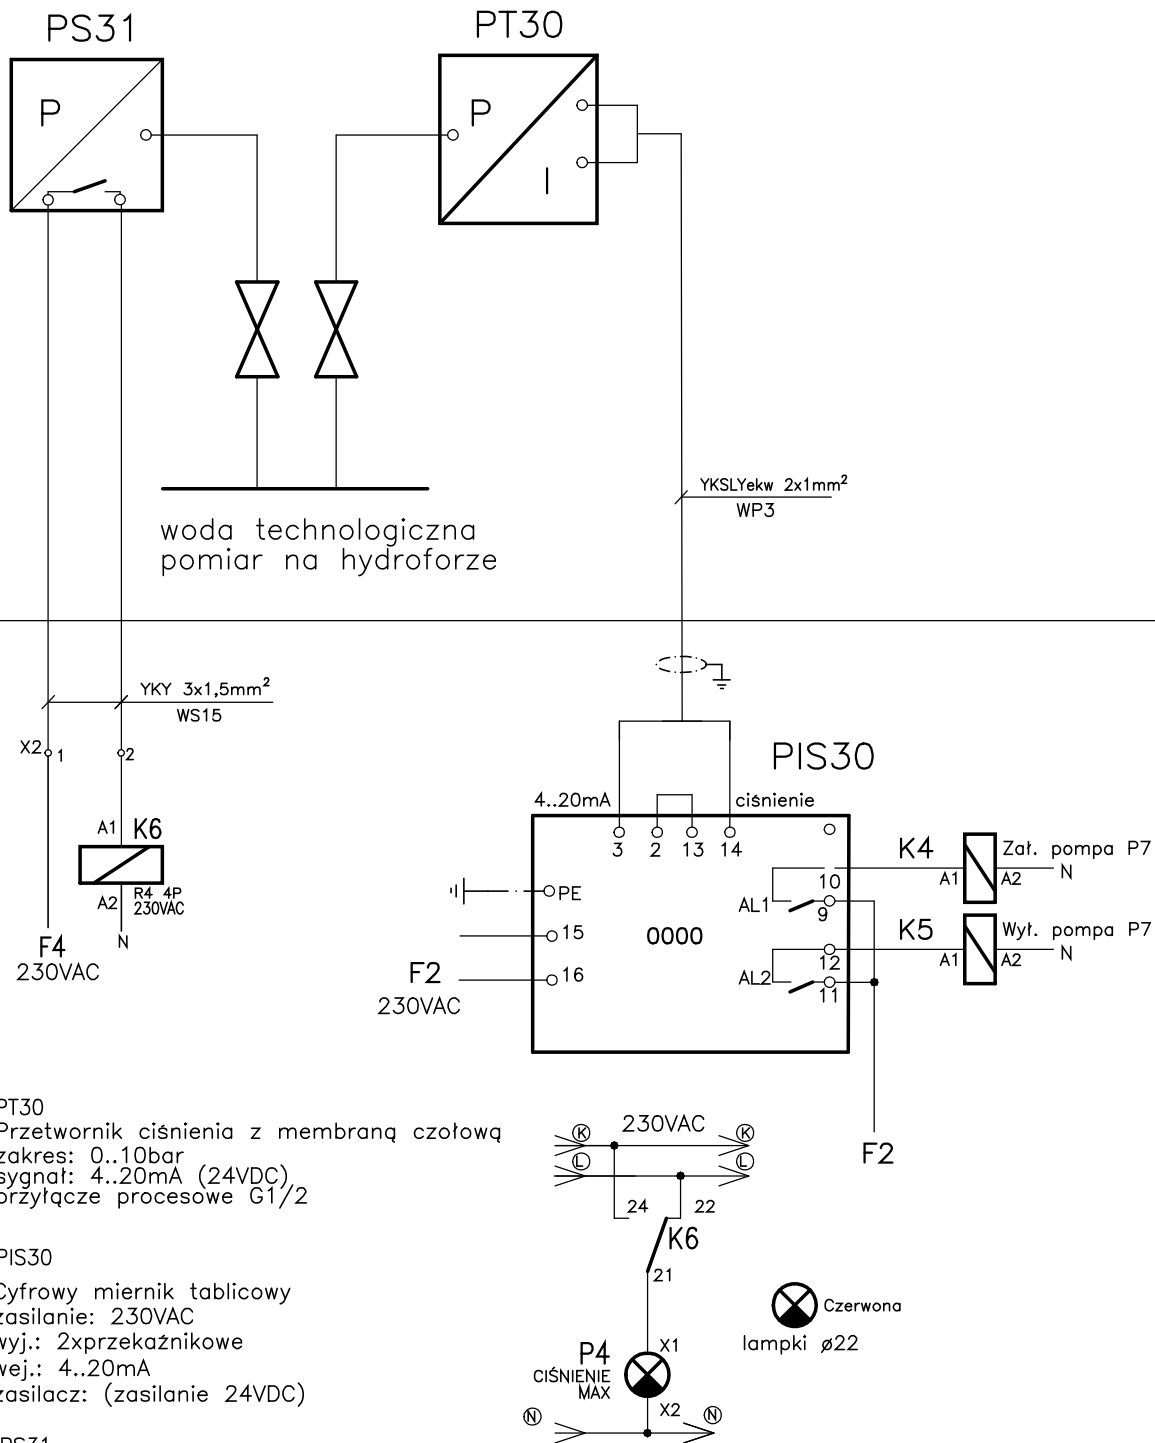 PS31
PT30
P
P
I
YKSLYekw 2x1mm²
WP3
woda technologiczna
pomiar na hydroforze
YKY 3x1,5mm²
WS15
X2 1
2
A1 K6
R4 4P
230VAC
A2
N
F4
230VAC
PIS30
4..20mA
ciśnienie
3 2 13 14
PE
15
16
F2
230VAC
0000
AL1
10
9
AL2
12
11
K4
A1 A2
Zał. pompa P7
N
K5
A1 A2
Wył. pompa P7
N
F2
PT30
Przetwornik ciśnienia z membraną czołową
zakres: 0..10bar
sygnał: 4..20mA (24VDC)
przyłącze procesowe G1/2
PIS30
Cyfrowy miernik tablicowy
zasilanie: 230VAC
wyj.: 2xprzekaźnikowe
wej.: 4..20mA
zasilacz: (zasilanie 24VDC)
PS31
K 230VAC K
L L
24 22
K6
21
P4
CIŚNIENIE
MAX
X1
X2
N N
Czerwona
lampki ø22